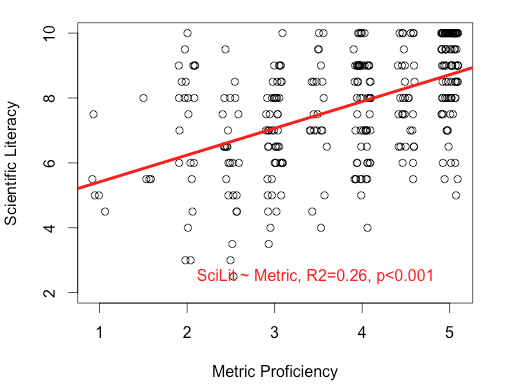 10
8
6
4
2
Scientific Literacy
SciLit ~ Metric, R2=0.26, p<0.001
1 2 3 4 5
Metric Proficiency